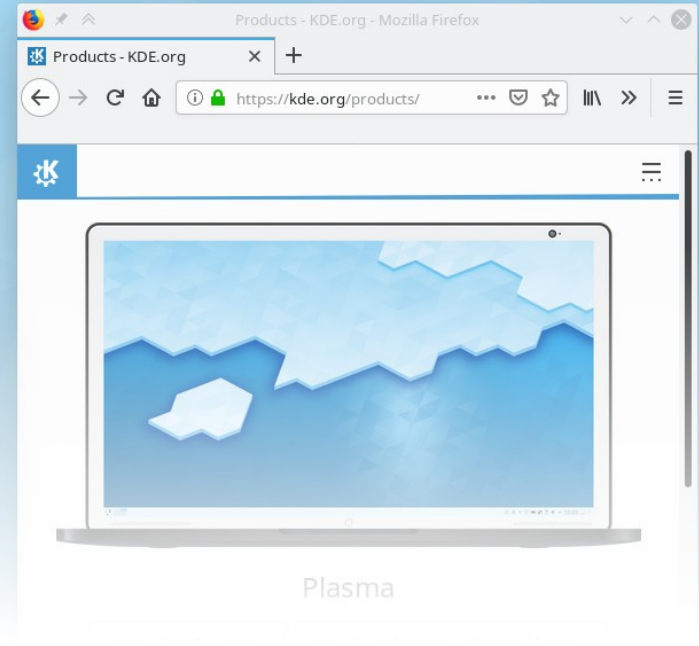 Products - KDE.org - Mozilla Firefox
Products - KDE.org
https://kde.org/products/
Plasma